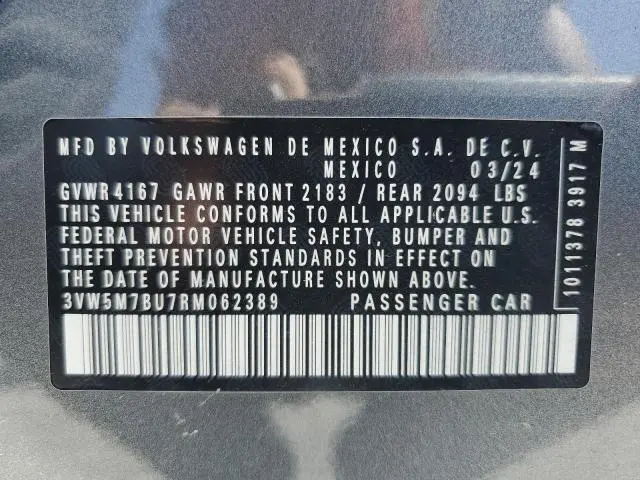 MFD BY VOLKSWAGEN DE MEXICO S.A. DE C.V.
MEXICO 03/24
GVWR 4167 GAWR FRONT 2183 / REAR 2094 LBS
THIS VEHICLE CONFORMS TO ALL APPLICABLE U.S.
FEDERAL MOTOR VEHICLE SAFETY, BUMPER AND
THEFT PREVENTION STANDARDS IN EFFECT ON
THE DATE OF MANUFACTURE SHOWN ABOVE.
3VW5M7BU7RM062389 PASSENGER CAR
1011378 3917 M